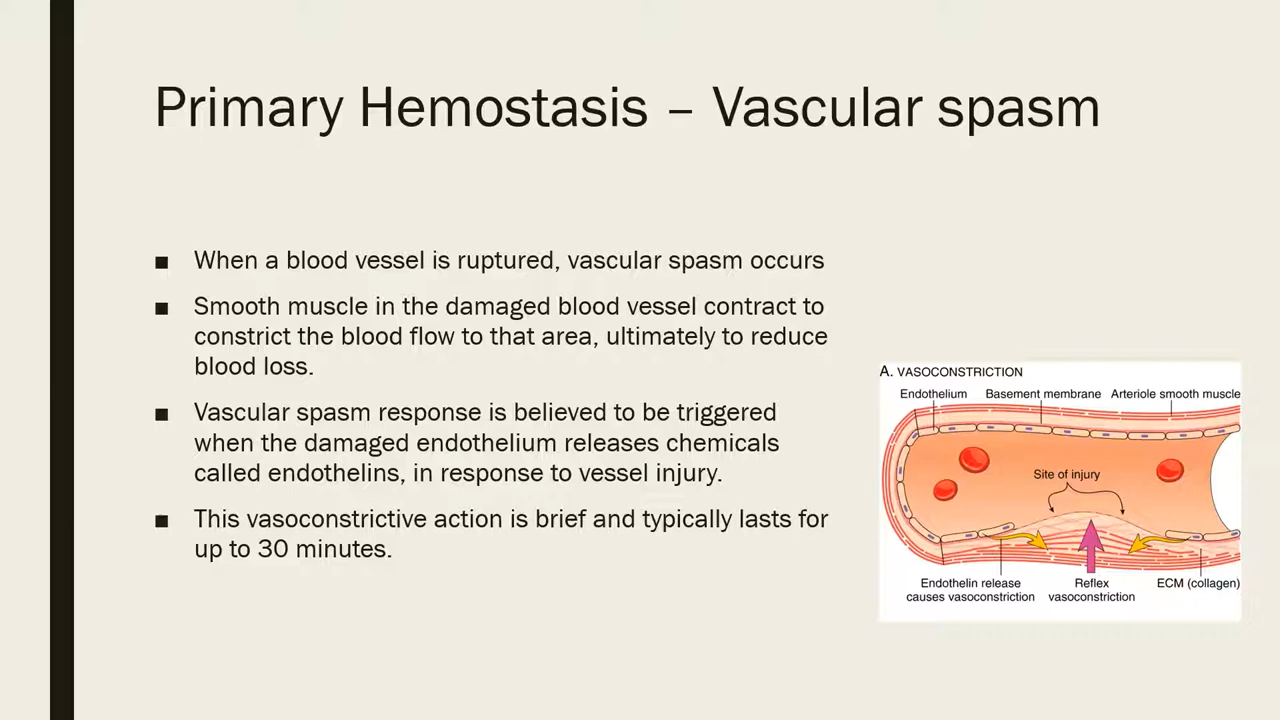 Primary Hemostasis – Vascular spasm
■ When a blood vessel is ruptured, vascular spasm occurs
■ Smooth muscle in the damaged blood vessel contract to
constrict the blood flow to that area, ultimately to reduce
blood loss.
■ Vascular spasm response is believed to be triggered
when the damaged endothelium releases chemicals
called endothelins, in response to vessel injury.
■ This vasoconstrictive action is brief and typically lasts for
up to 30 minutes.
A. VASOCONSTRICTION
Endothelium Basement membrane Arteriole smooth muscle
Site of injury
Endothelin release
causes vasoconstriction
Reflex
vasoconstriction
ECM (collagen)